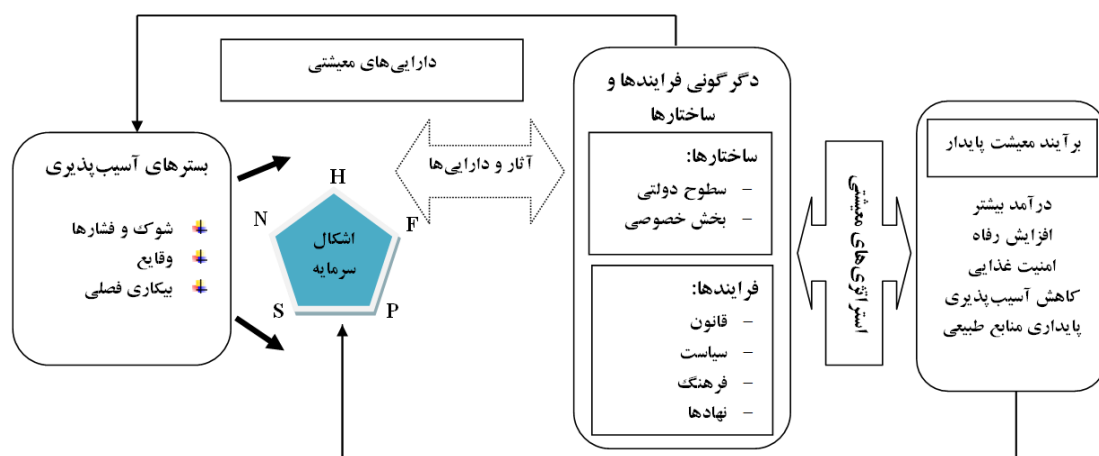 دارایی‌های معیشتی
بسترهای آسیب‌پذیری
شوک و فشارها
وقایع
بیکاری فصلی
H
N
F
S
P
اشکال
سرمایه
آثار و دارایی‌ها
دگرگونی فرایندها و
ساختارها
ساختارها:
– سطوح دولتی
– بخش خصوصی
فرایندها:
– قانون
– سیاست
– فرهنگ
– نهادها
استراتژی‌های معیشتی
برآیند معیشت پایدار
درآمد بیشتر
افزایش رفاه
امنیت غذایی
کاهش آسیب‌پذیری
پایداری منابع طبیعی